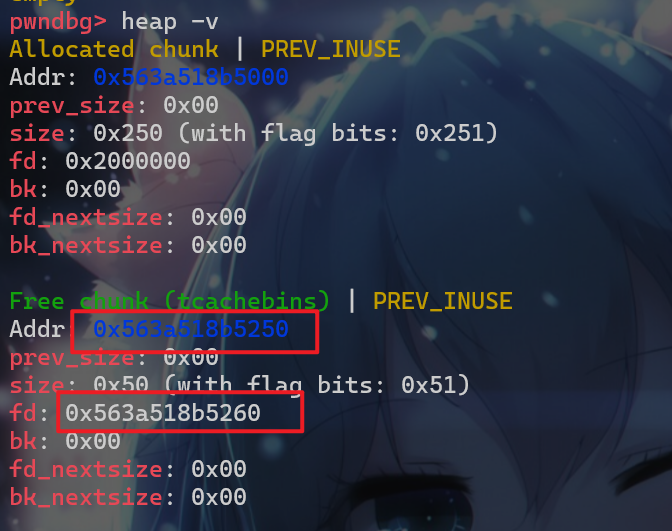 empty
pwndbg> heap -v
Allocated chunk | PREV_INUSE
Addr: 0x563a518b5000
prev_size: 0x00
size: 0x250 (with flag bits: 0x251)
fd: 0x2000000
bk: 0x00
fd_nextsize: 0x00
bk_nextsize: 0x00
Free chunk (tcachebins) | PREV_INUSE
Addr: 0x563a518b5250
prev_size: 0x00
size: 0x50 (with flag bits: 0x51)
fd: 0x563a518b5260
bk: 0x00
fd_nextsize: 0x00
bk_nextsize: 0x00